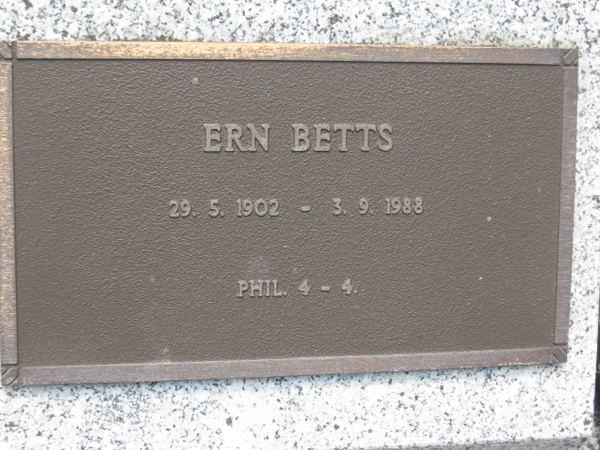 ERN BETTS
29. 5. 1902 - 3. 9. 1988
PHIL. 4 - 4.